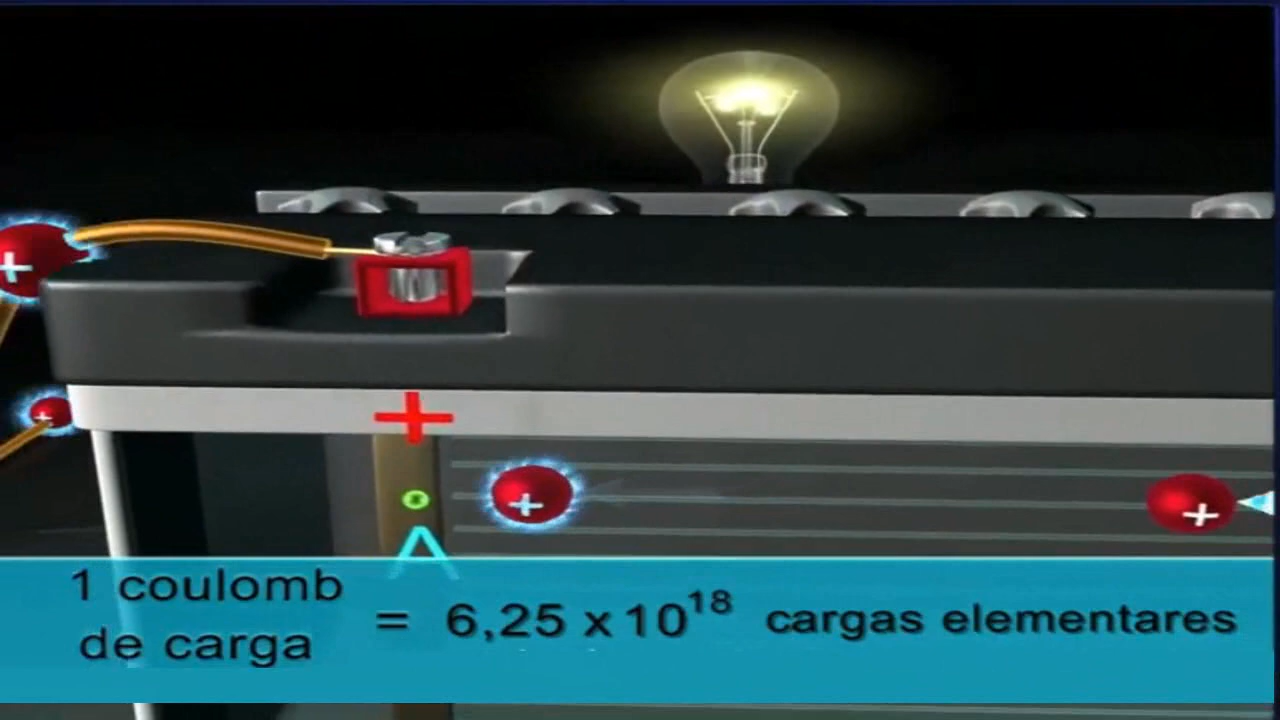 +
+
+
A
+
+
1 coulomb
de carga
= 6,25 x 10¹⁸ cargas elementares